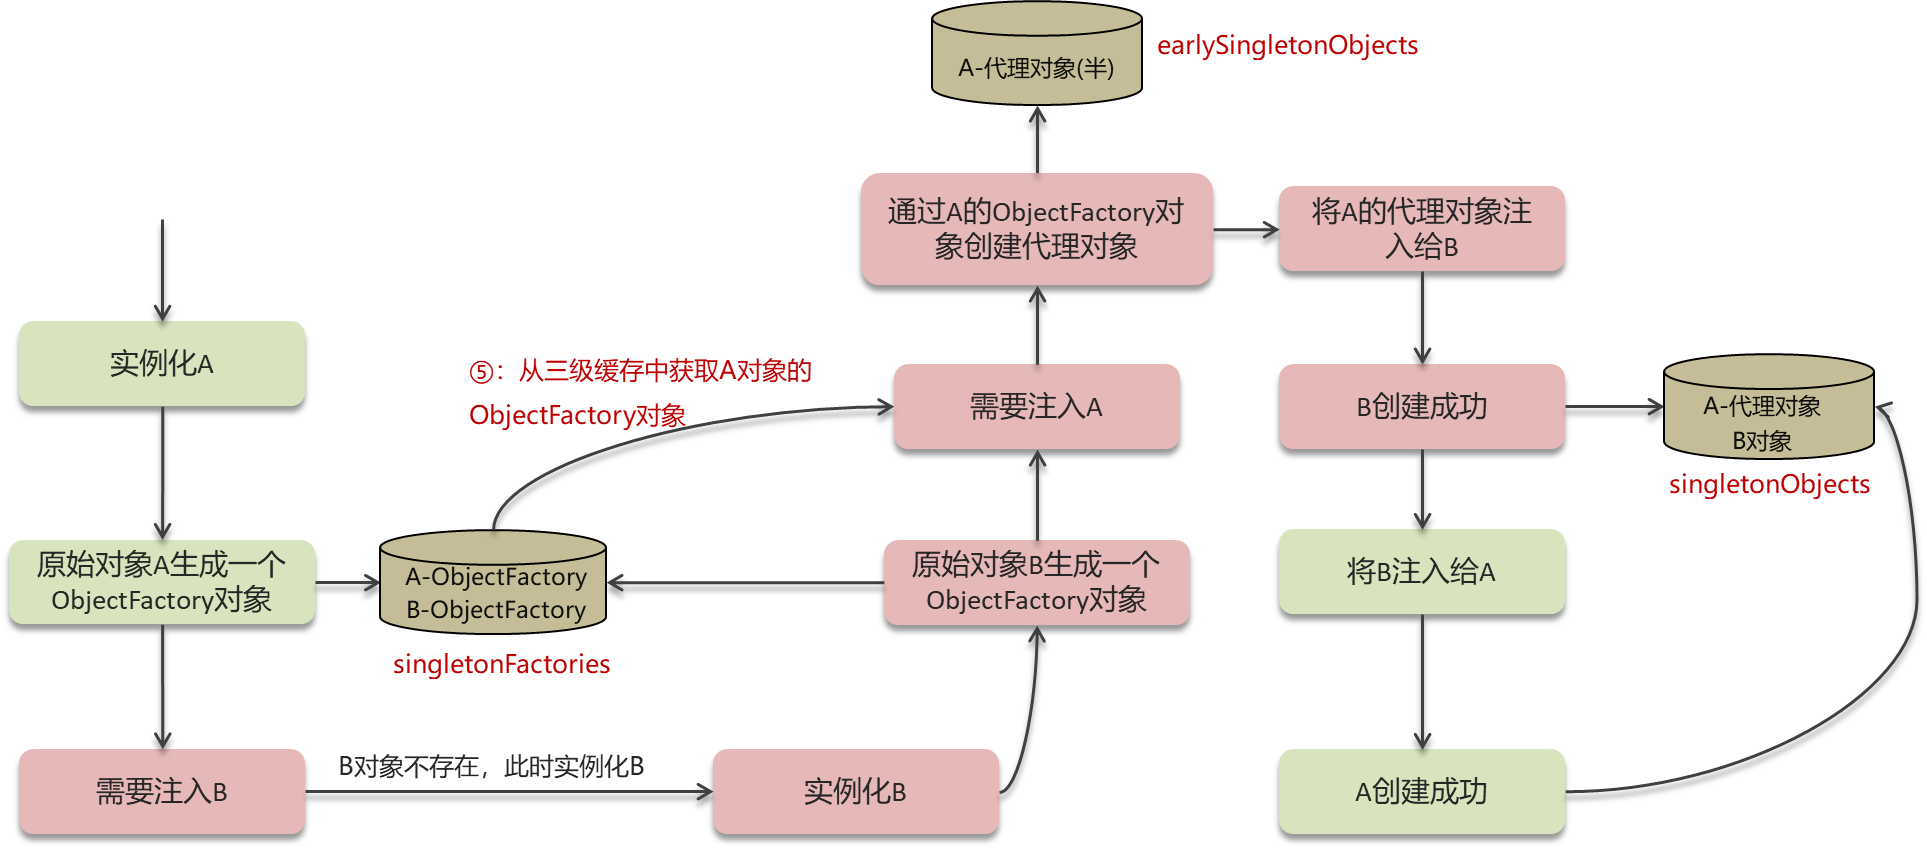 A-代理对象(半)
earlySingletonObjects
通过A的ObjectFactory对
象创建代理对象
将A的代理对象注
入给B
实例化A
⑤：从三级缓存中获取A对象的
ObjectFactory对象
需要注入A
B创建成功
A-代理对象
B对象
singletonObjects
原始对象A生成一个
ObjectFactory对象
A-ObjectFactory
B-ObjectFactory
singletonFactories
原始对象B生成一个
ObjectFactory对象
将B注入给A
需要注入B
B对象不存在，此时实例化B
实例化B
A创建成功